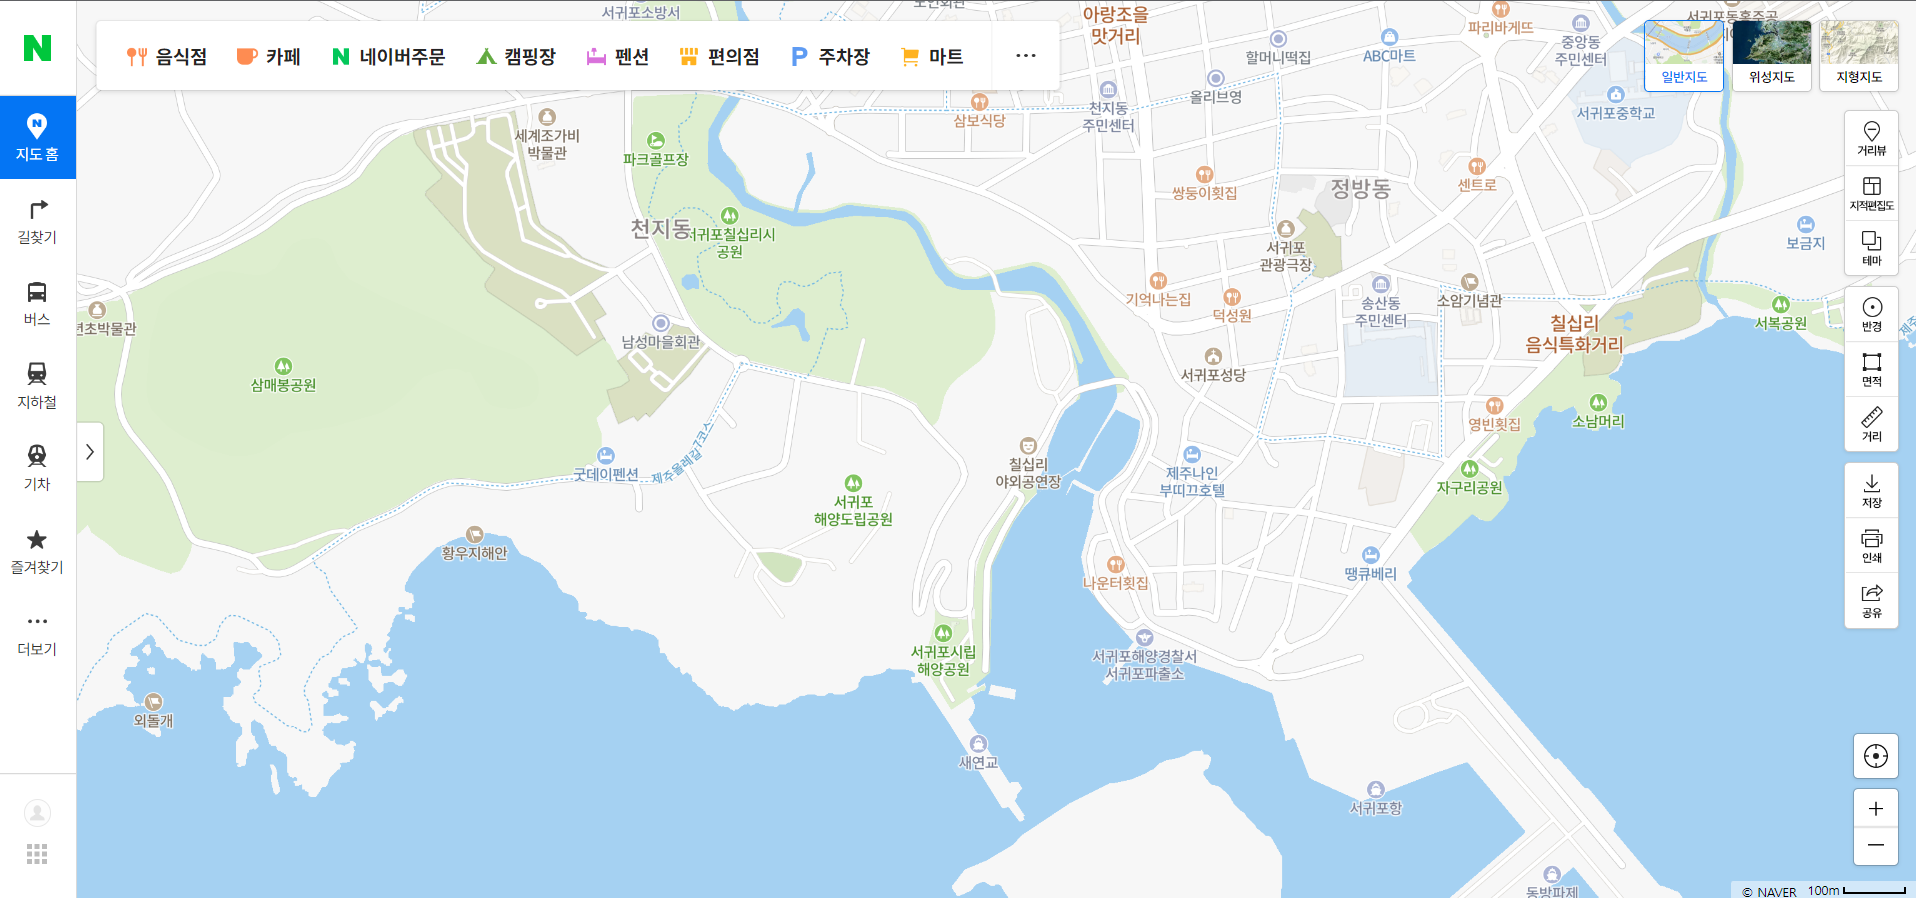 음식점
카페
네이버주문
캠핑장
펜션
편의점
주차장
마트
지도 홈
길찾기
버스
지하철
기차
즐겨찾기
더보기
일반지도
위성지도
지형지도
거리뷰
지적편집도
테마
반경
면적
거리
저장
인쇄
공유
서귀포소방서
아랑조을
맛거리
파리바게뜨
중앙동
주민센터
할머니떡집
ABC마트
올리브영
서귀포중학교
삼보식당
천지동
주민센터
세계조가비
박물관
파크골프장
쌍둥이횟집
정방동
센트로
천지동
서귀포칠십리시
공원
서귀포
관광극장
보금지
기억나는집
덕성원
송산동
주민센터
소암기념관
서복공원
칠십리
음식특화거리
남성마을회관
서귀포성당
삼매봉공원
소남머리
영빈횟집
굿데이펜션
제주올레길7코스
칠십리
야외공연장
제주나인
부띠끄호텔
자구리공원
서귀포
해양도립공원
황우지해안
나운터횟집
땡큐베리
서귀포시립
해양공원
서귀포해양경찰서
서귀포파출소
외돌개
새연교
서귀포항
동방파제
© NAVER
100m